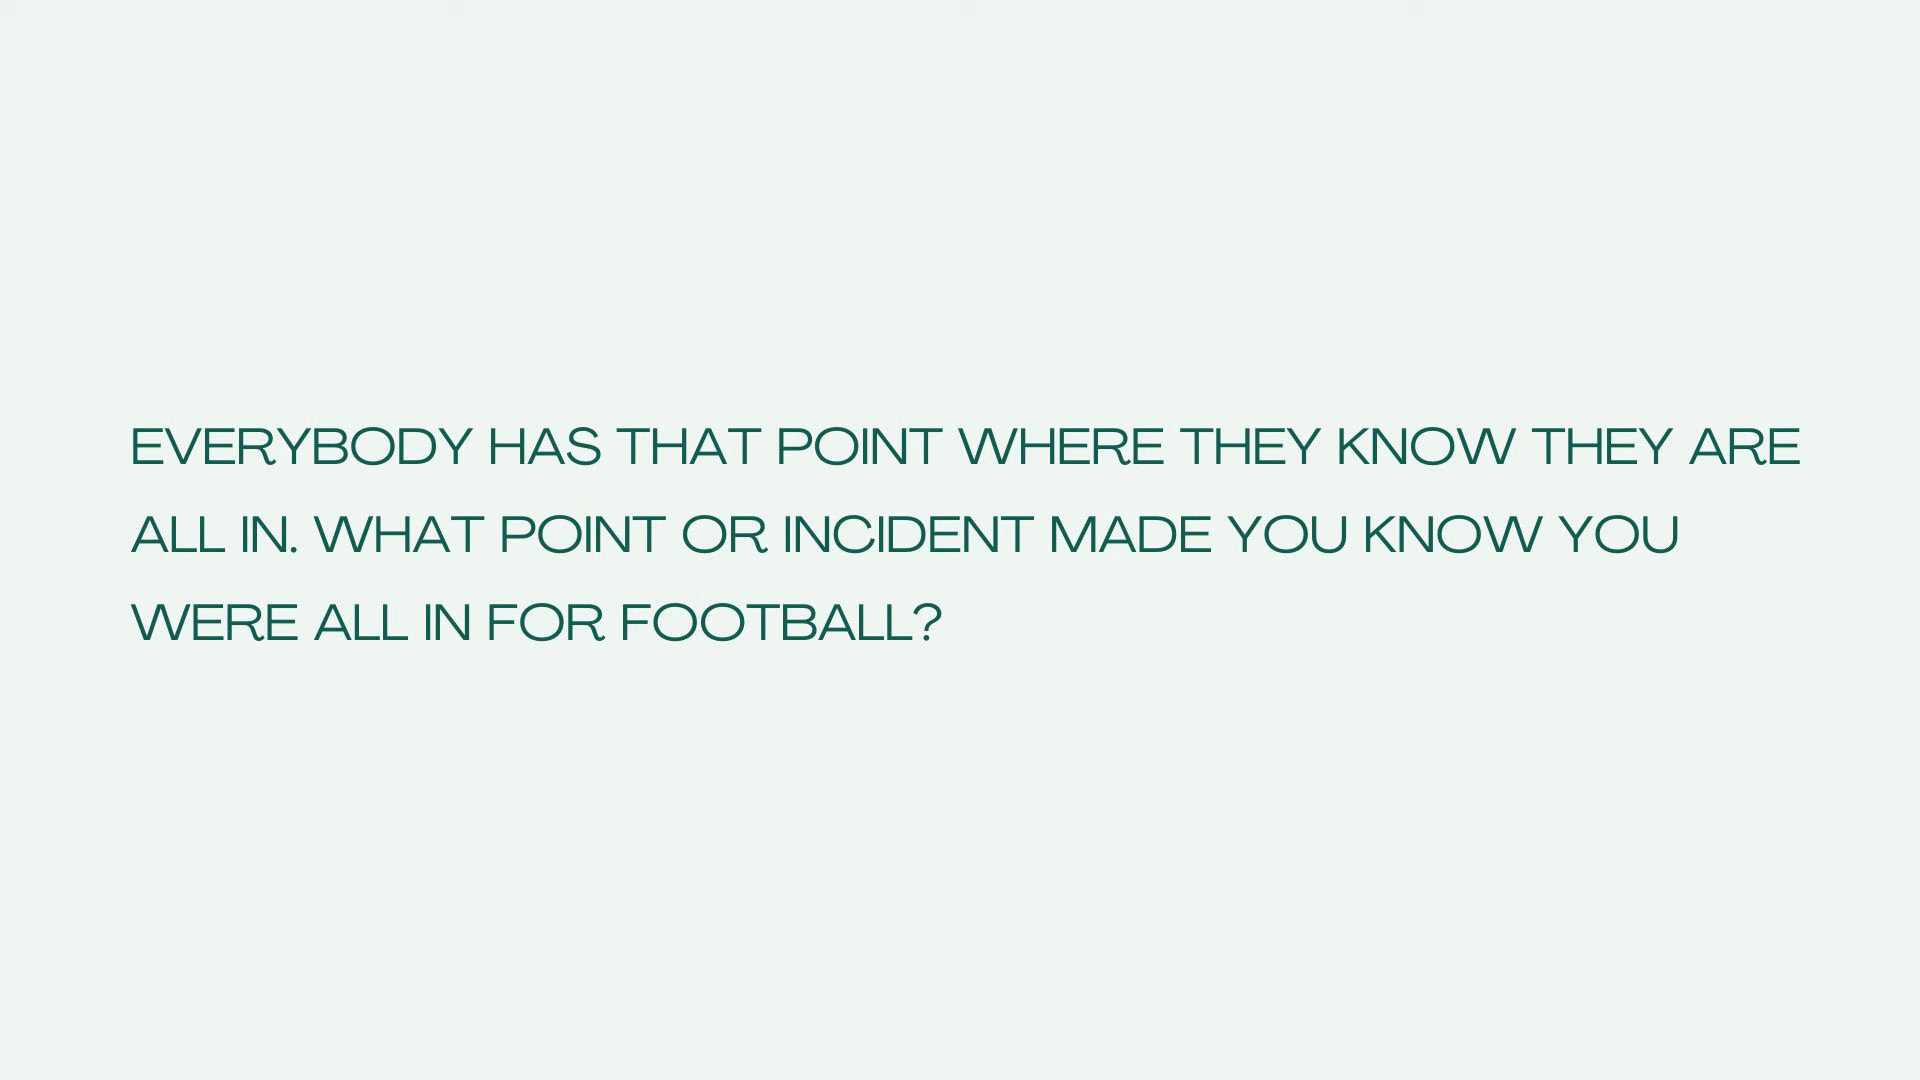 EVERYBODY HAS THAT POINT WHERE THEY KNOW THEY ARE
ALL IN. WHAT POINT OR INCIDENT MADE YOU KNOW YOU
WERE ALL IN FOR FOOTBALL?